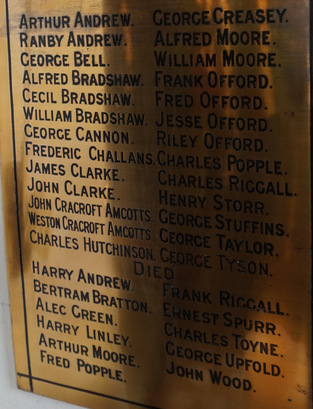 ARTHUR ANDREW. GEORGE CREASEY.
RANBY ANDREW. ALFRED MOORE.
GEORGE BELL. WILLIAM MOORE.
ALFRED BRADSHAW. FRANK OFFORD.
CECIL BRADSHAW. FRED OFFORD.
WILLIAM BRADSHAW. JESSE OFFORD.
GEORGE CANNON. RILEY OFFORD.
FREDERIC CHALLANS. CHARLES POPPLE.
JAMES CLARKE. CHARLES RIGGALL.
JOHN CLARKE. HENRY STORR.
JOHN CRACROFT AMCOTTS. GEORGE STUFFINS.
WESTON CRACROFT AMCOTTS. GEORGE TAYLOR.
CHARLES HUTCHINSON. GEORGE TYSON.
DIED
HARRY ANDREW. FRANK RIGGALL.
BERTRAM BRATTON. ERNEST SPURR.
ALEC GREEN. CHARLES TOYNE.
HARRY LINLEY. GEORGE UPFOLD.
ARTHUR MOORE. JOHN WOOD.
FRED POPPLE.